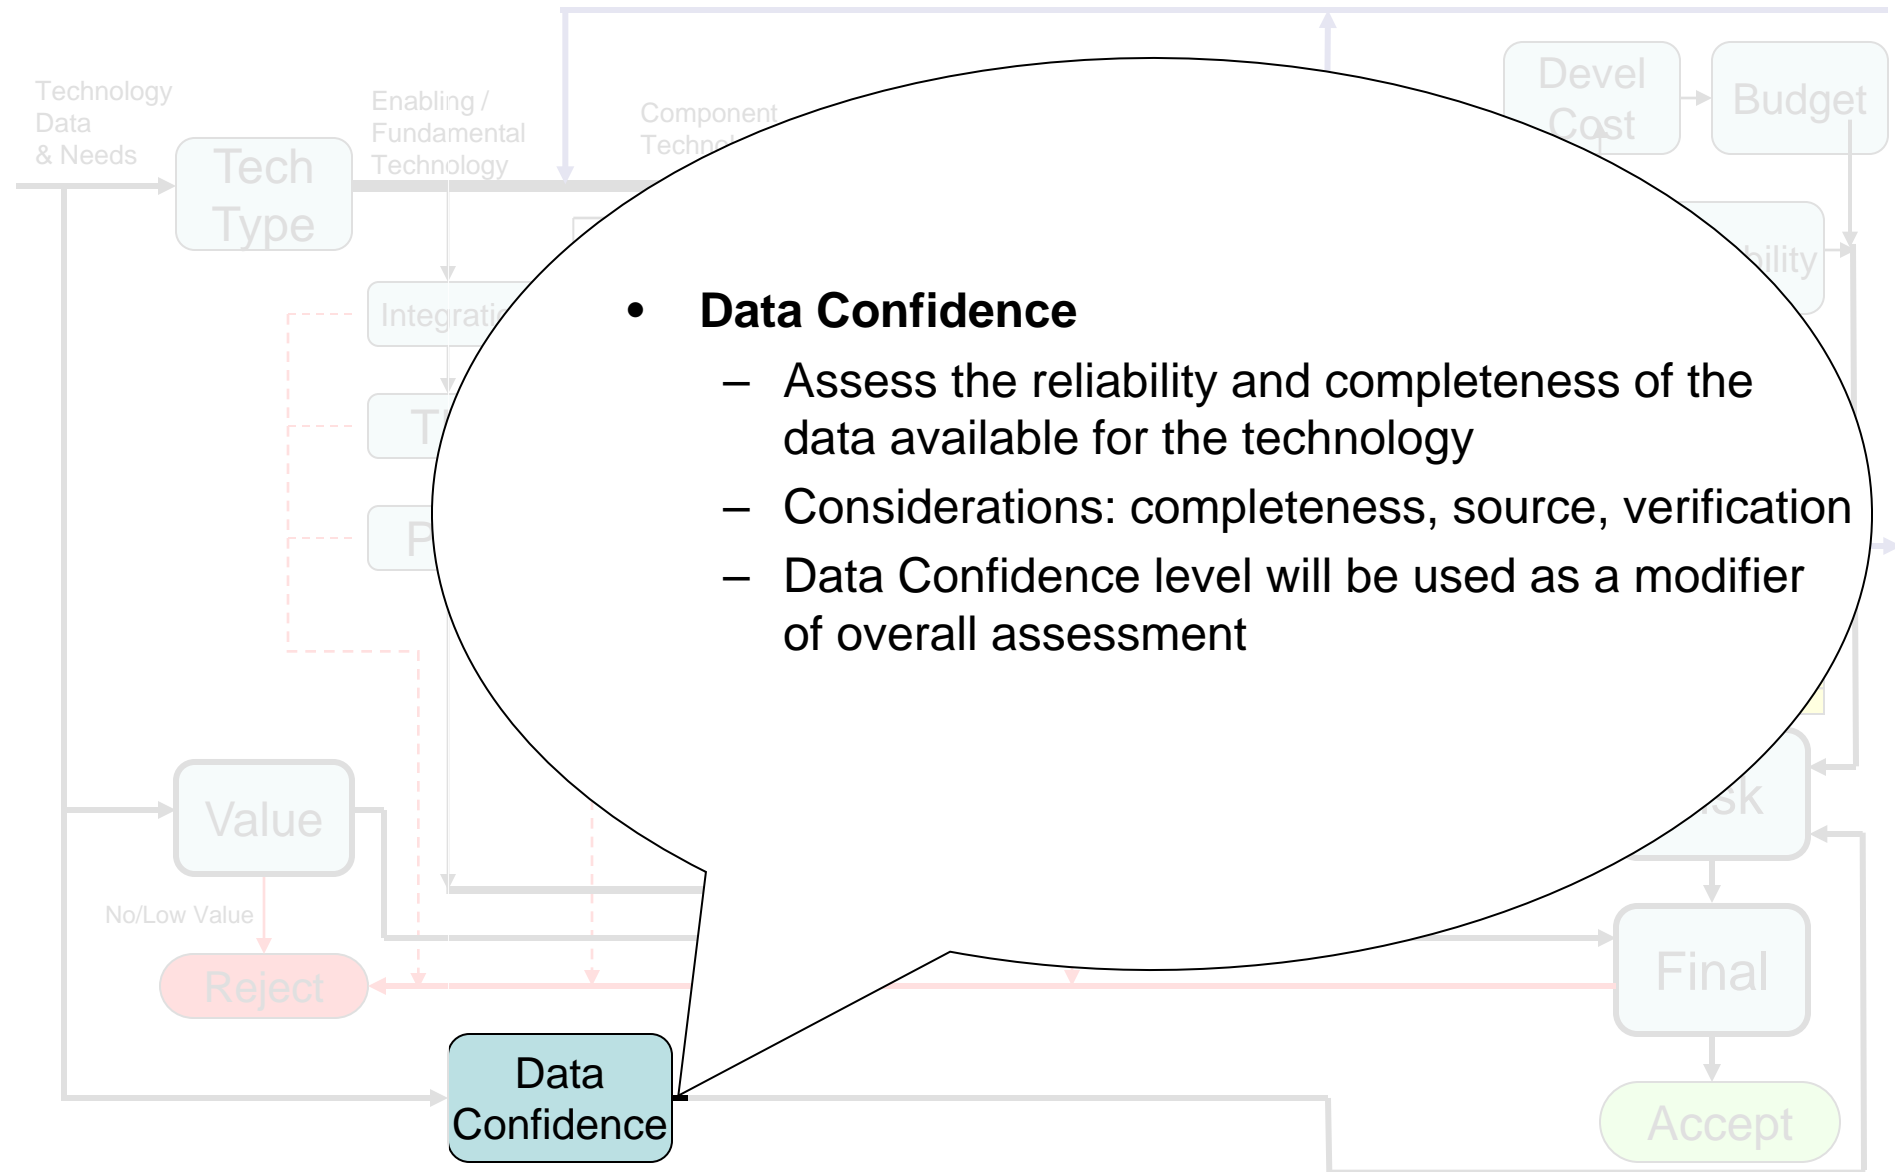 Technology
Data
& Needs
Enabling /
Fundamental
Technology
Component
Devel
Cost
Budget
Tech
Type
• Data Confidence
– Assess the reliability and completeness of the
data available for the technology
– Considerations: completeness, source, verification
– Data Confidence level will be used as a modifier
of overall assessment
Value
No/Low Value
Reject
Final
Data
Confidence
Accept